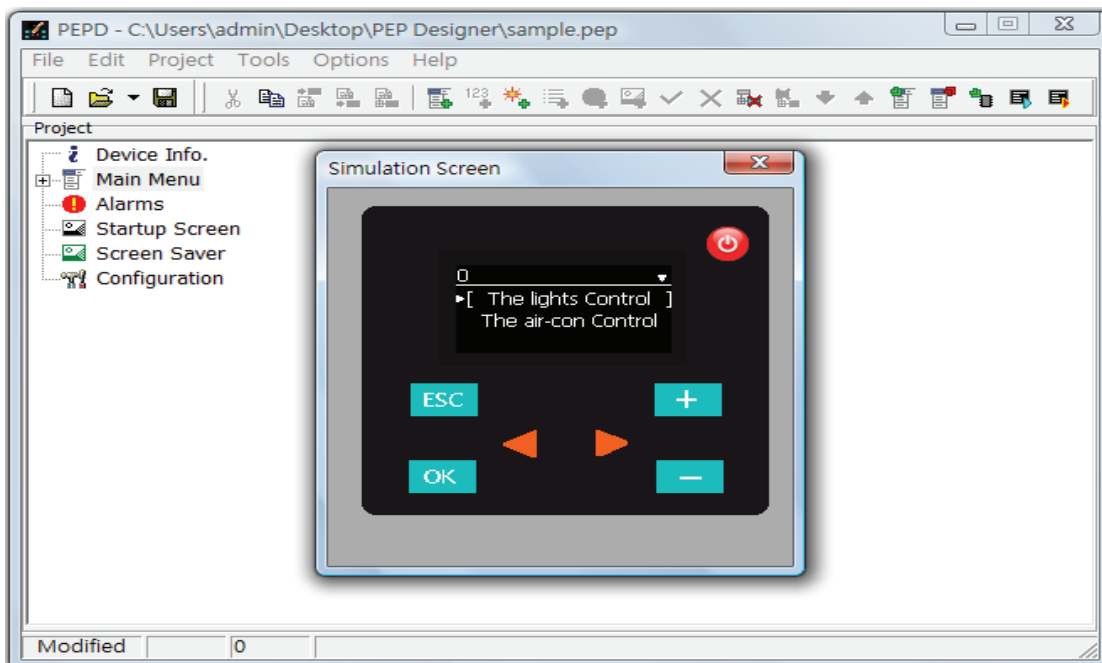 PEPD - C:\Users\admin\Desktop\PEP Designer\sample.pep
File Edit Project Tools Options Help
123
Project
Device Info.
Main Menu
Alarms
Startup Screen
Screen Saver
Configuration
Simulation Screen
0
[ The lights Control ]
The air-con Control
ESC +
OK −
Modified 0